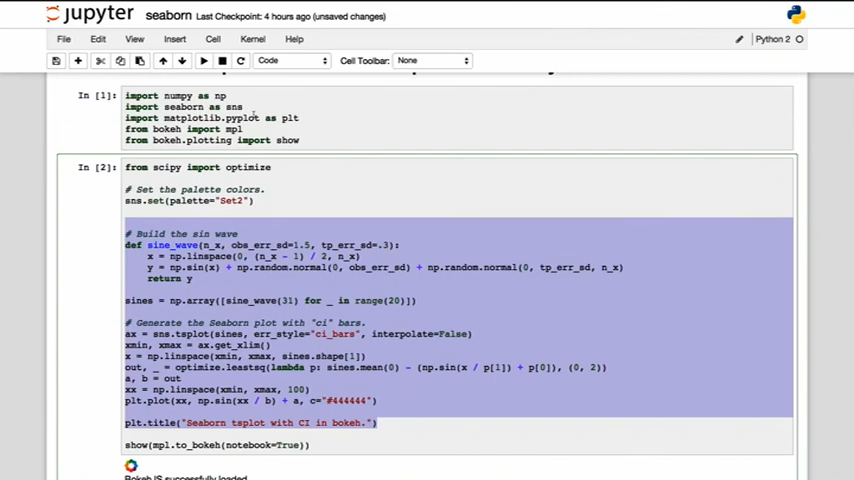 jupyter seaborn Last Checkpoint: 4 hours ago (unsaved changes)
File Edit View Insert Cell Kernel Help Python 2
Code Cell Toolbar: None
In [1]: import numpy as np
import seaborn as sns
import matplotlib.pyplot as plt
from bokeh import mpl
from bokeh.plotting import show
In [2]: from scipy import optimize
# Set the palette colors.
sns.set(palette="Set2")
# Build the sin wave
def sine_wave(n_x, obs_err_sd=1.5, tp_err_sd=.3):
x = np.linspace(0, (n_x - 1) / 2, n_x)
y = np.sin(x) + np.random.normal(0, obs_err_sd) + np.random.normal(0, tp_err_sd, n_x)
return y
sines = np.array([sine_wave(31) for _ in range(20)])
# Generate the Seaborn plot with "ci" bars.
ax = sns.tsplot(sines, err_style="ci_bars", interpolate=False)
xmin, xmax = ax.get_xlim()
x = np.linspace(xmin, xmax, sines.shape[1])
out, _ = optimize.leastsq(lambda p: sines.mean(0) - (np.sin(x / p[1]) + p[0]), (0, 2))
a, b = out
xx = np.linspace(xmin, xmax, 100)
plt.plot(xx, np.sin(xx / b) + a, c="#444444")
plt.title("Seaborn tsplot with CI in bokeh.")
show(mpl.to_bokeh(notebook=True))
BokehJS successfully loaded.